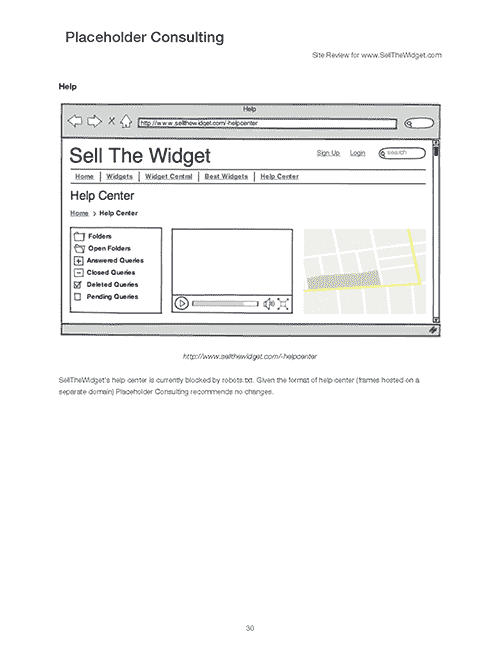 Placeholder Consulting
Site Review for www.SellTheWidget.com
Help
Help
http://www.sellthewidget.com/-helpcenter
Sell The Widget
Sign Up Login search
Home Widgets Widget Central Best Widgets Help Center
Help Center
Home > Help Center
Folders
Open Folders
Answered Queries
Closed Queries
Deleted Queries
Pending Queries
http://www.sellthewidget.com/-helpcenter
SellTheWidget's help center is currently blocked by robots.txt. Given the format of help center (frames hosted on a
separate domain) Placeholder Consulting recommends no changes.
30